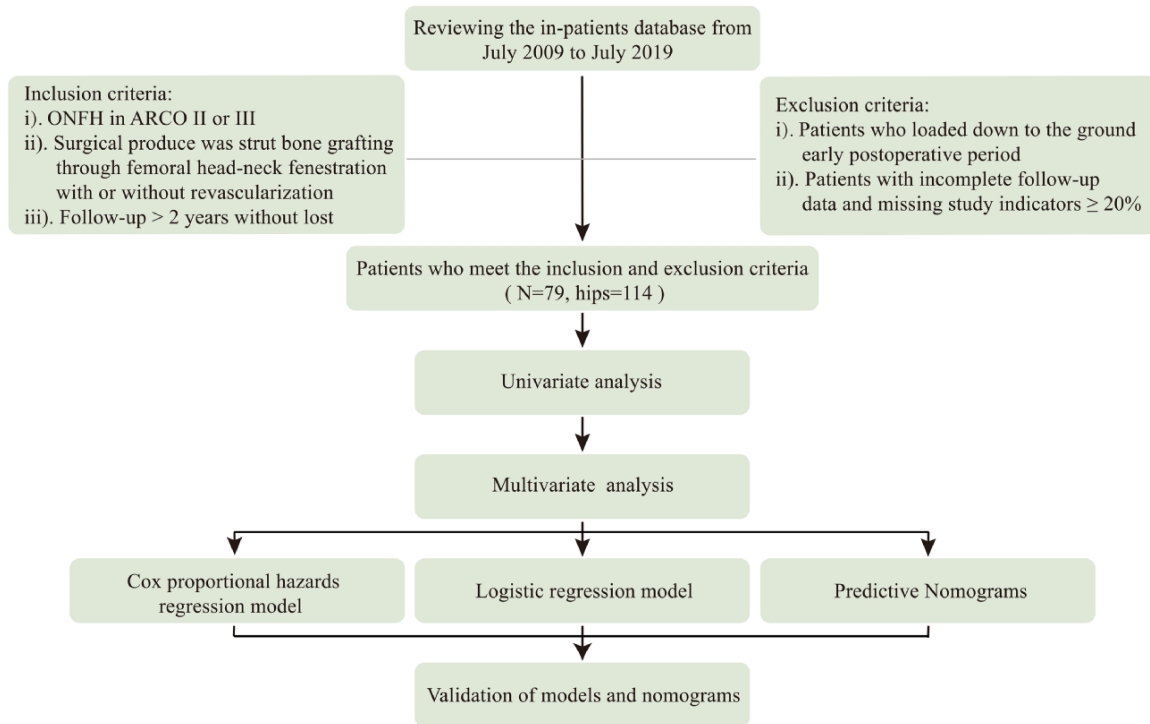 Reviewing the in-patients database from
July 2009 to July 2019
Inclusion criteria:
i). ONFH in ARCO II or III
ii). Surgical produce was strut bone grafting
through femoral head-neck fenestration
with or without revascularization
iii). Follow-up > 2 years without lost
Exclusion criteria:
i). Patients who loaded down to the ground
early postoperative period
ii). Patients with incomplete follow-up
data and missing study indicators ≥ 20%
Patients who meet the inclusion and exclusion criteria
( N=79, hips=114 )
Univariate analysis
Multivariate analysis
Cox proportional hazards
regression model
Logistic regression model
Predictive Nomograms
Validation of models and nomograms